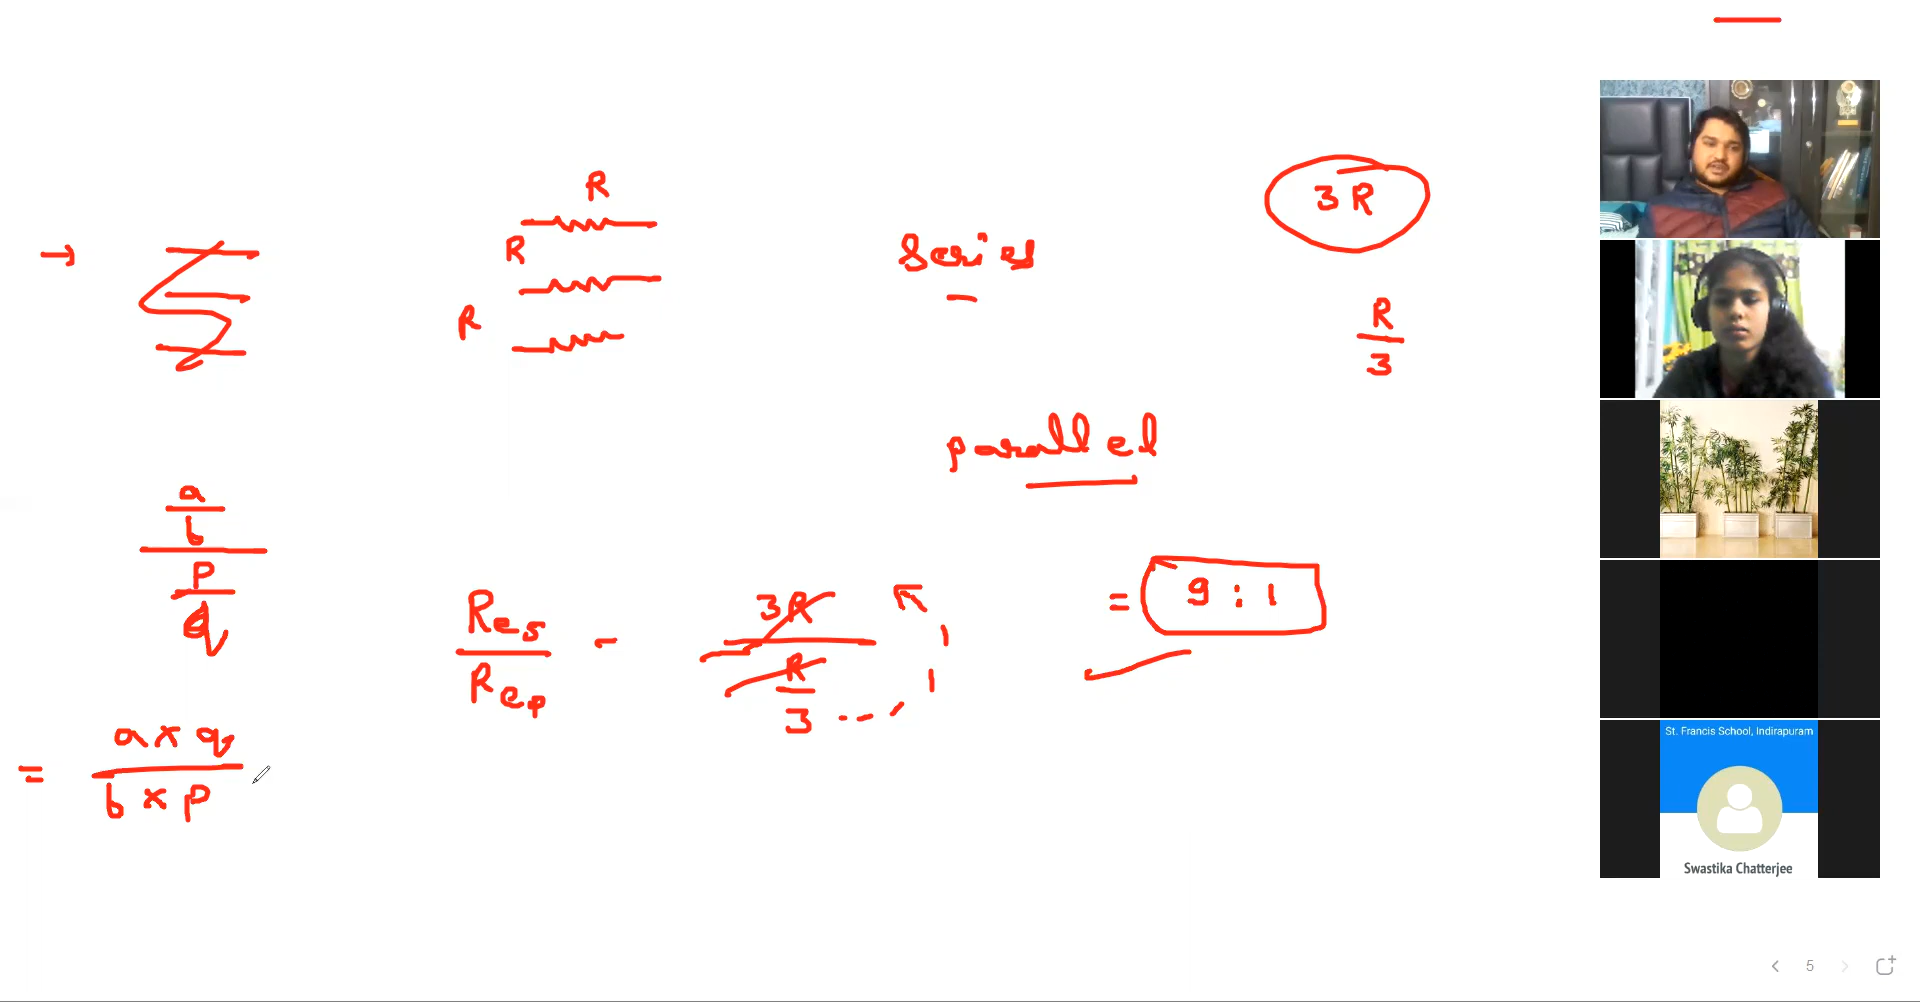 R
R
R
Series
3R
R
3
parallel
a
b
P
q
Res
Rep
-
3R
R
3
= 9 : 1
= a x q
b x p
St. Francis School, Indirapuram
Swastika Chatterjee
5